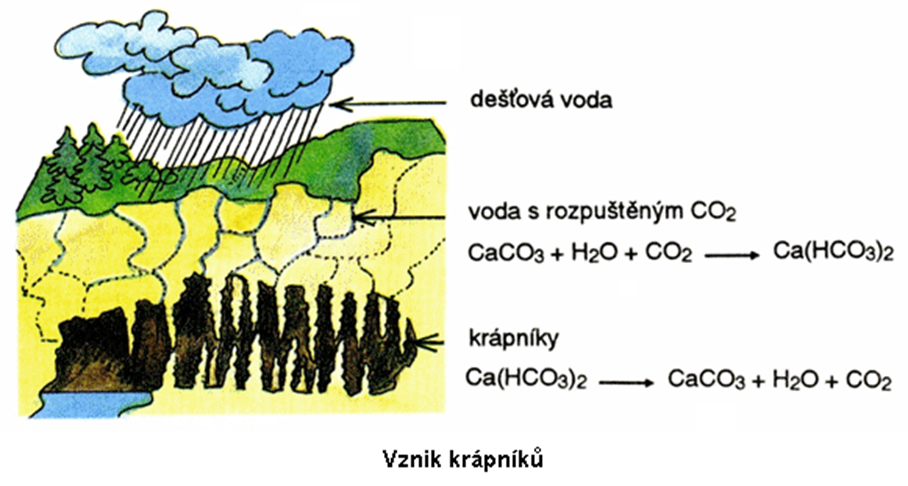 dešťová voda
voda s rozpuštěným CO2
CaCO3 + H2O + CO2 ⟶ Ca(HCO3)2
krápníky
Ca(HCO3)2 ⟶ CaCO3 + H2O + CO2
Vznik krápníků